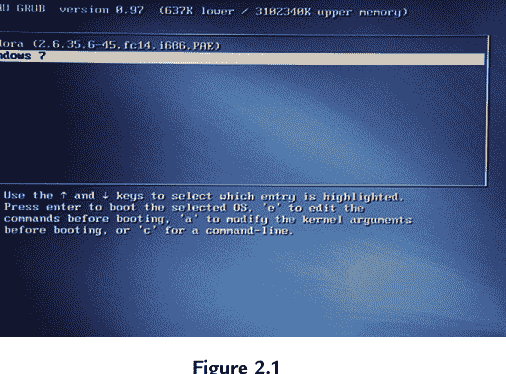 GRUB version 0.97 (637K lower / 3102340K upper memory)
(2.6.35.6-45.fc14.i686.PAE)
7
Use the ↑ and ↓ keys to select which entry is highlighted.
Press enter to boot the selected OS, 'e' to edit the
commands before booting, 'a' to modify the kernel arguments
before booting, or 'c' for a command-line.
Figure 2.1